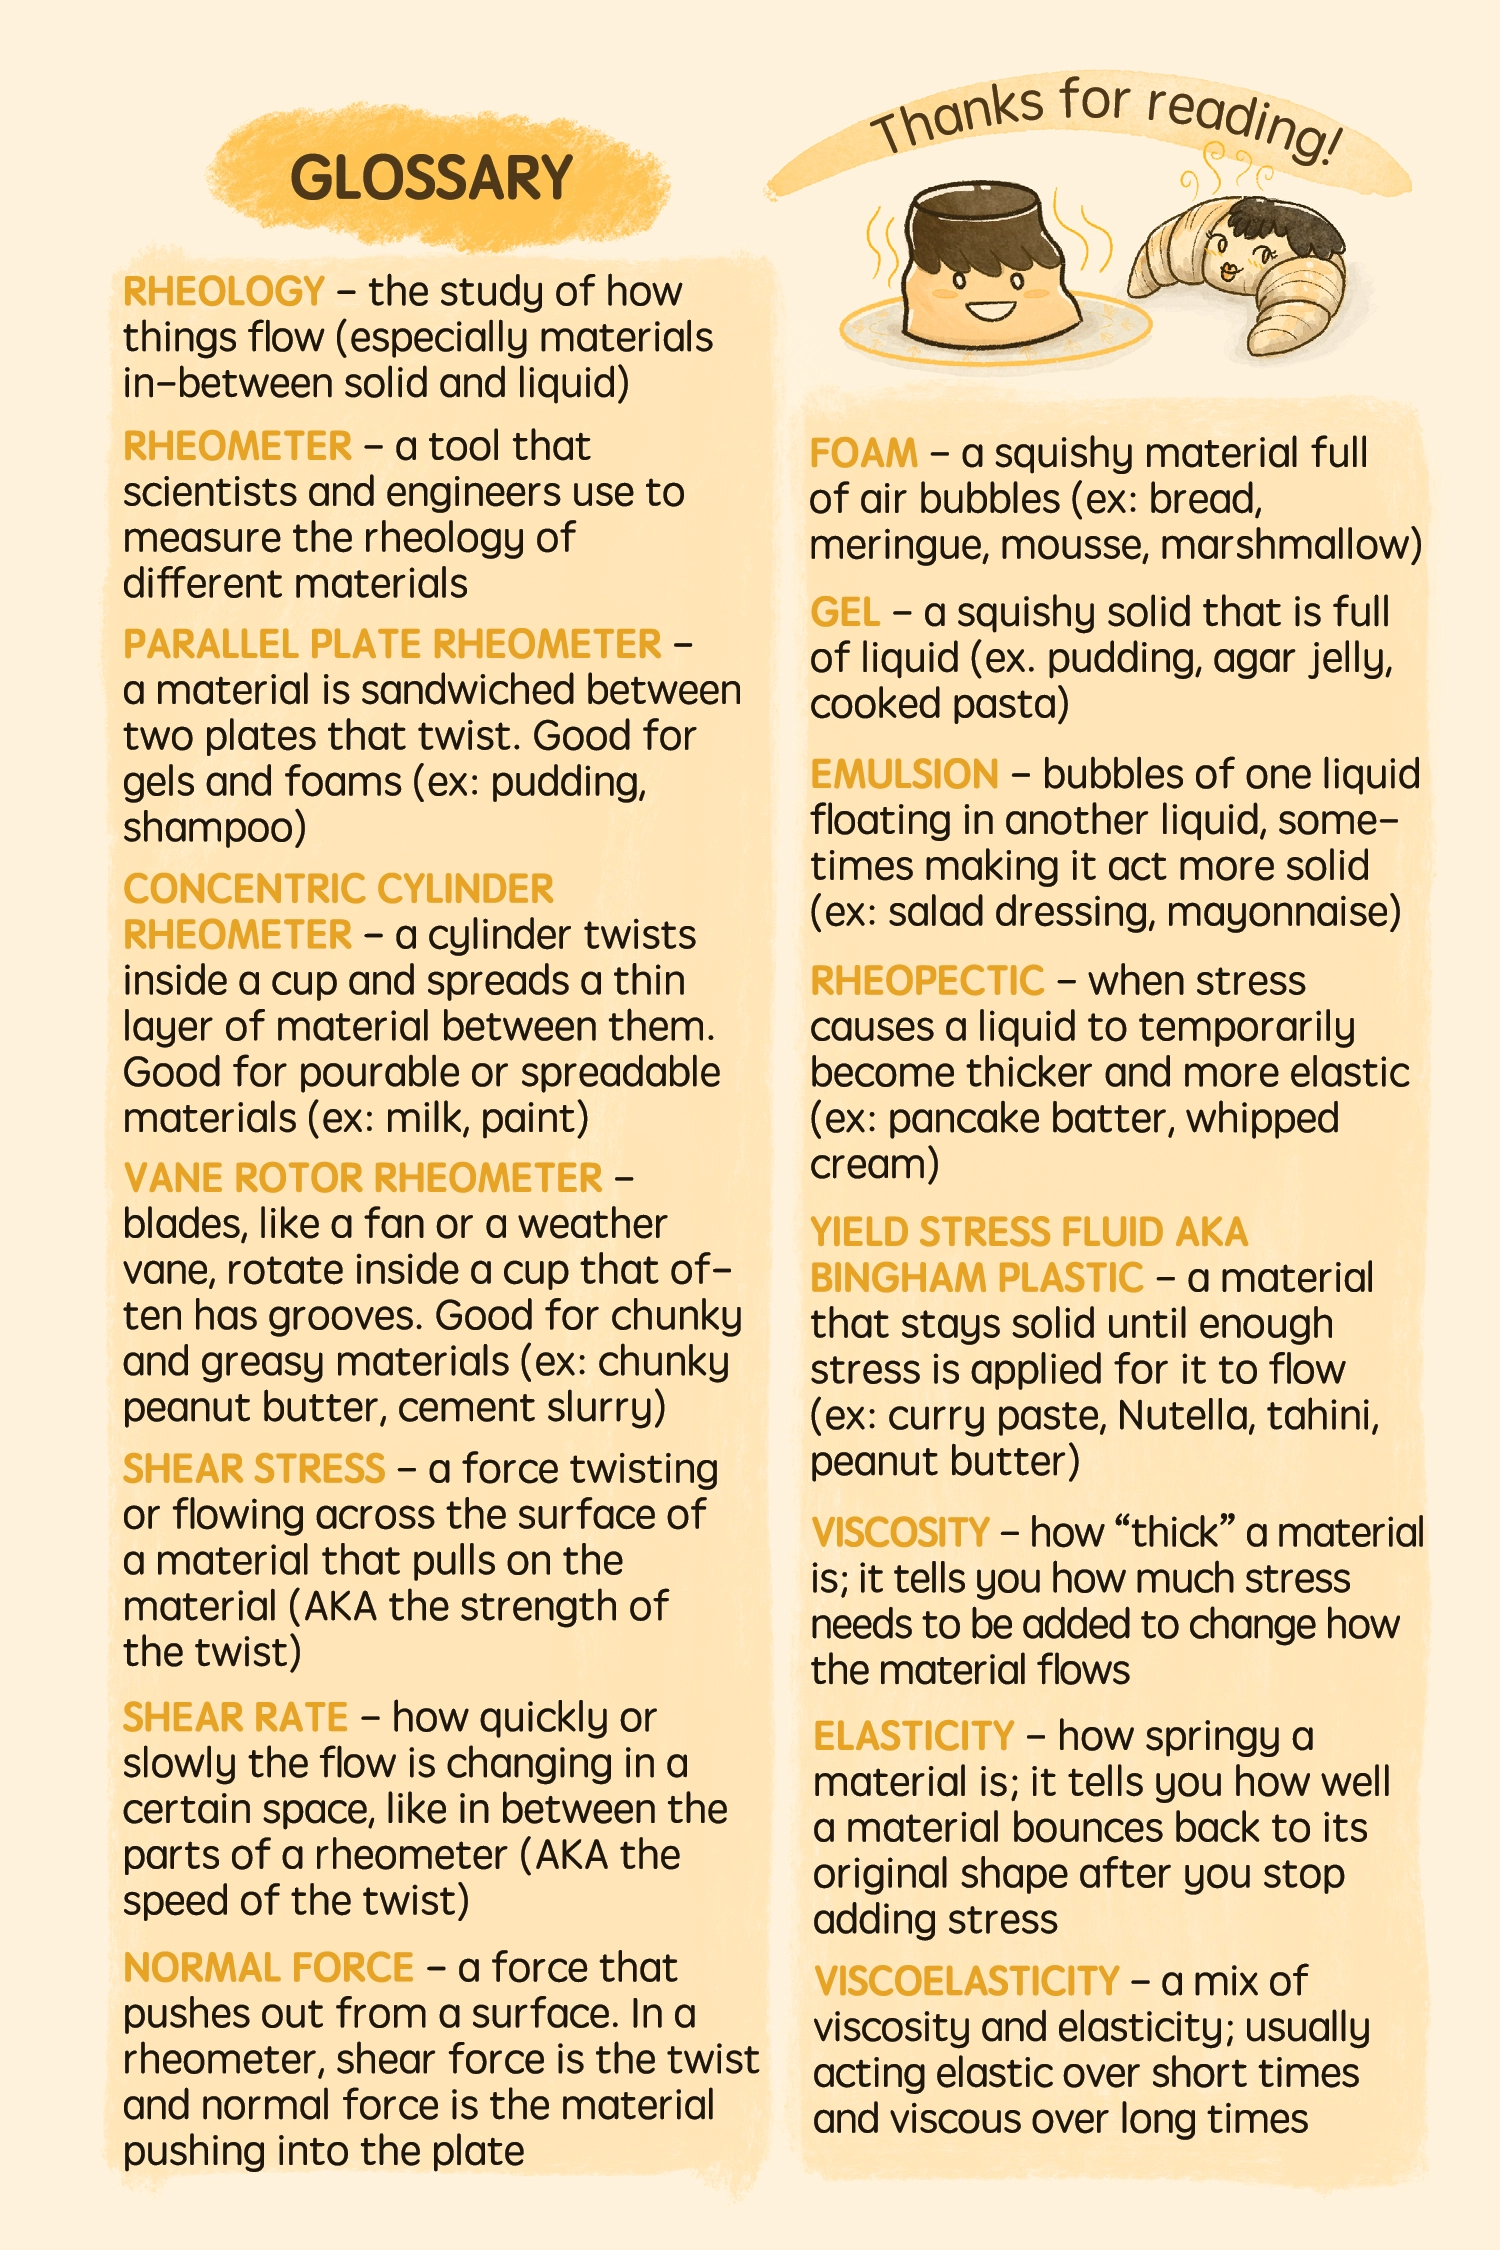 GLOSSARY
RHEOLOGY – the study of how
things flow (especially materials
in–between solid and liquid)
RHEOMETER – a tool that
scientists and engineers use to
measure the rheology of
different materials
PARALLEL PLATE RHEOMETER –
a material is sandwiched between
two plates that twist. Good for
gels and foams (ex: pudding,
shampoo)
CONCENTRIC CYLINDER
RHEOMETER – a cylinder twists
inside a cup and spreads a thin
layer of material between them.
Good for pourable or spreadable
materials (ex: milk, paint)
VANE ROTOR RHEOMETER –
blades, like a fan or a weather
vane, rotate inside a cup that of–
ten has grooves. Good for chunky
and greasy materials (ex: chunky
peanut butter, cement slurry)
SHEAR STRESS – a force twisting
or flowing across the surface of
a material that pulls on the
material (AKA the strength of
the twist)
SHEAR RATE – how quickly or
slowly the flow is changing in a
certain space, like in between the
parts of a rheometer (AKA the
speed of the twist)
NORMAL FORCE – a force that
pushes out from a surface. In a
rheometer, shear force is the twist
and normal force is the material
pushing into the plate
Thanks for reading!
FOAM – a squishy material full
of air bubbles (ex: bread,
meringue, mousse, marshmallow)
GEL – a squishy solid that is full
of liquid (ex. pudding, agar jelly,
cooked pasta)
EMULSION – bubbles of one liquid
floating in another liquid, some–
times making it act more solid
(ex: salad dressing, mayonnaise)
RHEOPECTIC – when stress
causes a liquid to temporarily
become thicker and more elastic
(ex: pancake batter, whipped
cream)
YIELD STRESS FLUID AKA
BINGHAM PLASTIC – a material
that stays solid until enough
stress is applied for it to flow
(ex: curry paste, Nutella, tahini,
peanut butter)
VISCOSITY – how “thick” a material
is; it tells you how much stress
needs to be added to change how
the material flows
ELASTICITY – how springy a
material is; it tells you how well
a material bounces back to its
original shape after you stop
adding stress
VISCOELASTICITY – a mix of
viscosity and elasticity; usually
acting elastic over short times
and viscous over long times